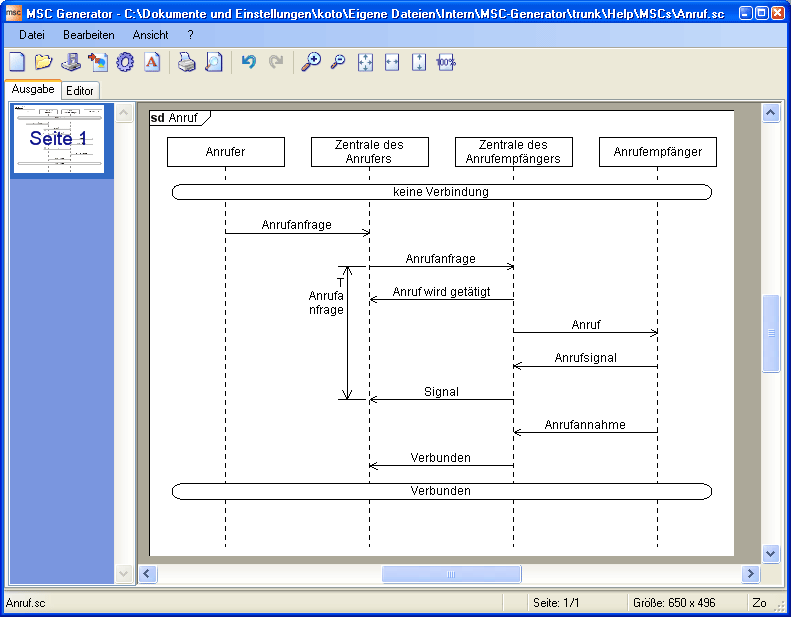 msc MSC Generator - C:\Dokumente und Einstellungen\koto\Eigene Dateien\Intern\MSC-Generator\trunk\Help\MSCs\Anruf.sc
Datei Bearbeiten Ansicht ?
A 100%
Ausgabe Editor
Seite 1
sd Anruf
Anrufer
Zentrale des
Anrufers
Zentrale des
Anrufempfängers
Anrufempfänger
keine Verbindung
Anrufanfrage
Anrufanfrage
T
Anrufa
nfrage
Anruf wird getätigt
Anruf
Anrufsignal
Signal
Anrufannahme
Verbunden
Verbunden
Anruf.sc Seite: 1/1 Größe: 650 x 496 Zo